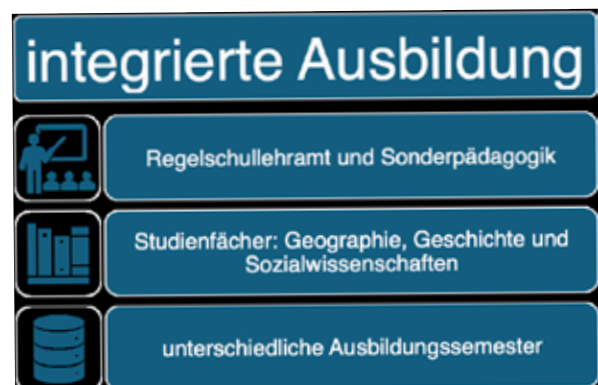 integrierte Ausbildung
Regelschullehramt und Sonderpädagogik
Studienfächer: Geographie, Geschichte und
Sozialwissenschaften
unterschiedliche Ausbildungssemester